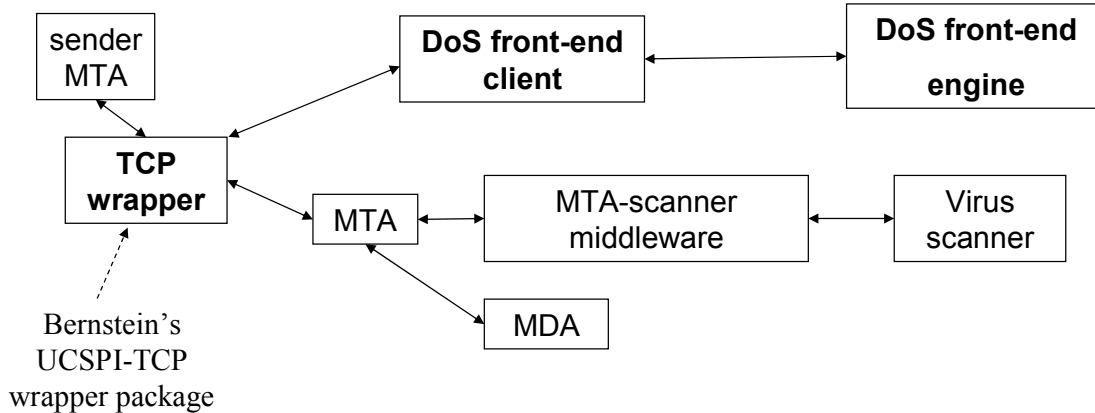 sender
MTA
DoS front-end
client
DoS front-end
engine
TCP
wrapper
MTA
MTA-scanner
middleware
Virus
scanner
MDA
Bernstein’s
UCSPI-TCP
wrapper package